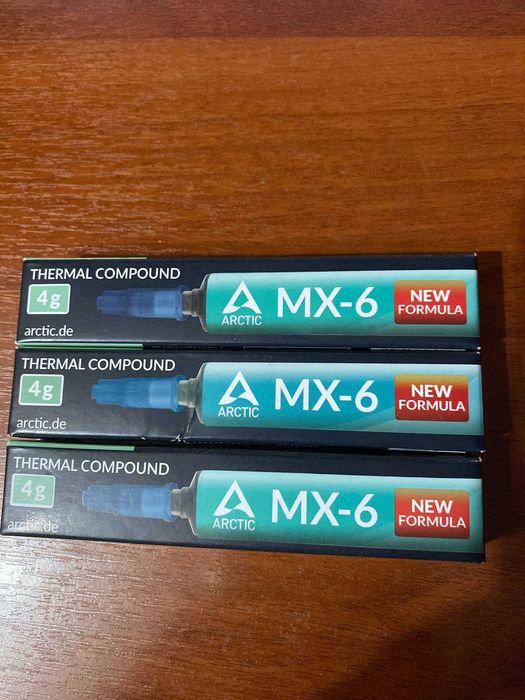 THERMAL COMPOUND
4g
arctic.de
ARCTIC
MX-6
NEW
FORMULA
THERMAL COMPOUND
4g
arctic.de
ARCTIC
MX-6
NEW
FORMULA
THERMAL COMPOUND
4g
arctic.de
ARCTIC
MX-6
NEW
FORMULA